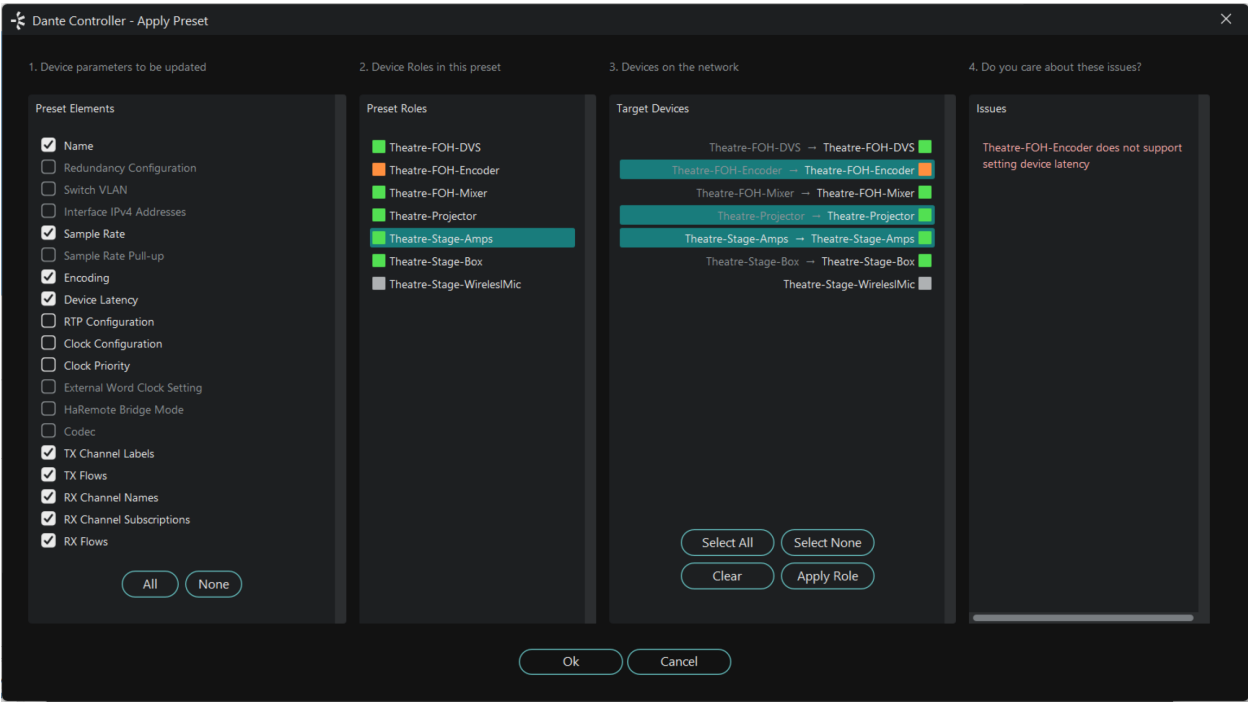 Dante Controller - Apply Preset
1. Device parameters to be updated
2. Device Roles in this preset
3. Devices on the network
4. Do you care about these issues?
Preset Elements
Name
Redundancy Configuration
Switch VLAN
Interface IPv4 Addresses
Sample Rate
Sample Rate Pull-up
Encoding
Device Latency
RTP Configuration
Clock Configuration
Clock Priority
External Word Clock Setting
HaRemote Bridge Mode
Codec
TX Channel Labels
TX Flows
RX Channel Names
RX Channel Subscriptions
RX Flows
All
None
Preset Roles
Theatre-FOH-DVS
Theatre-FOH-Encoder
Theatre-FOH-Mixer
Theatre-Projector
Theatre-Stage-Amps
Theatre-Stage-Box
Theatre-Stage-WireleslMic
Target Devices
Theatre-FOH-DVS → Theatre-FOH-DVS
Theatre-FOH-Encoder → Theatre-FOH-Encoder
Theatre-FOH-Mixer → Theatre-FOH-Mixer
Theatre-Projector → Theatre-Projector
Theatre-Stage-Amps → Theatre-Stage-Amps
Theatre-Stage-Box → Theatre-Stage-Box
Theatre-Stage-WireleslMic
Select All
Select None
Clear
Apply Role
Issues
Theatre-FOH-Encoder does not support
setting device latency
Ok
Cancel